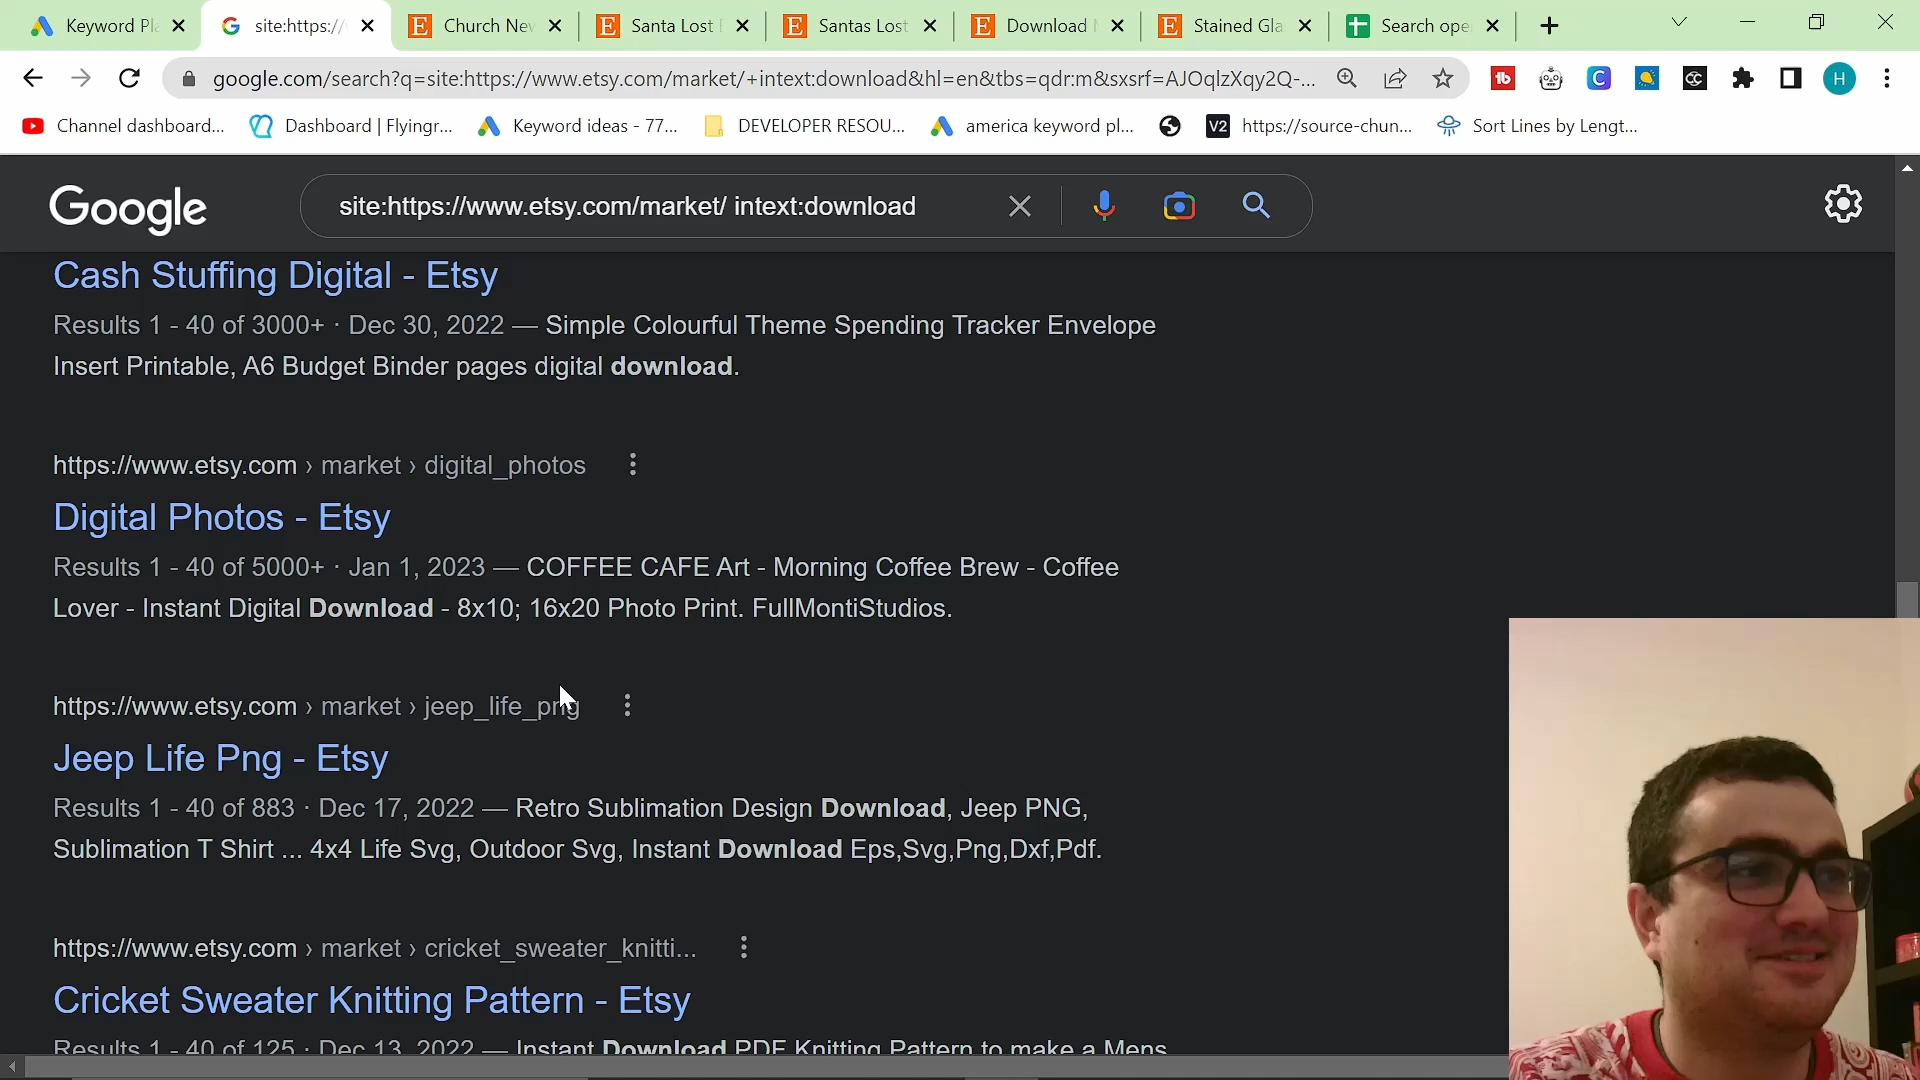 Keyword Pla
site:https://
Church Nev
Santa Lost
Santas Lost
Download
Stained Gla
Search ope
google.com/search?q=site:https://www.etsy.com/market/+intext:download&hl=en&tbs=qdr:m&sxsrf=AJOqlzXqy2Q-...
Channel dashboard...
Dashboard | Flyingr...
Keyword ideas - 77...
DEVELOPER RESOU...
america keyword pl...
V2
https://source-chun...
Sort Lines by Lengt...
Google
site:https://www.etsy.com/market/ intext:download
Cash Stuffing Digital - Etsy
Results 1 - 40 of 3000+ · Dec 30, 2022 — Simple Colourful Theme Spending Tracker Envelope
Insert Printable, A6 Budget Binder pages digital download.
https://www.etsy.com › market › digital_photos
Digital Photos - Etsy
Results 1 - 40 of 5000+ · Jan 1, 2023 — COFFEE CAFE Art - Morning Coffee Brew - Coffee
Lover - Instant Digital Download - 8x10; 16x20 Photo Print. FullMontiStudios.
https://www.etsy.com › market › jeep_life_png
Jeep Life Png - Etsy
Results 1 - 40 of 883 · Dec 17, 2022 — Retro Sublimation Design Download, Jeep PNG,
Sublimation T Shirt ... 4x4 Life Svg, Outdoor Svg, Instant Download Eps,Svg,Png,Dxf,Pdf.
https://www.etsy.com › market › cricket_sweater_knitti...
Cricket Sweater Knitting Pattern - Etsy
Results 1 - 40 of 125 · Dec 13, 2022 — Instant Download PDF Knitting Pattern to make a Mens